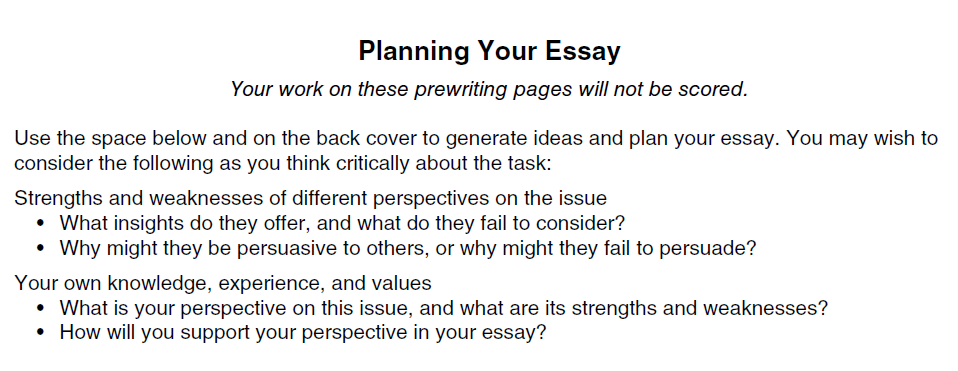 Planning Your Essay
Your work on these prewriting pages will not be scored.
Use the space below and on the back cover to generate ideas and plan your essay. You may wish to
consider the following as you think critically about the task:
Strengths and weaknesses of different perspectives on the issue
• What insights do they offer, and what do they fail to consider?
• Why might they be persuasive to others, or why might they fail to persuade?
Your own knowledge, experience, and values
• What is your perspective on this issue, and what are its strengths and weaknesses?
• How will you support your perspective in your essay?